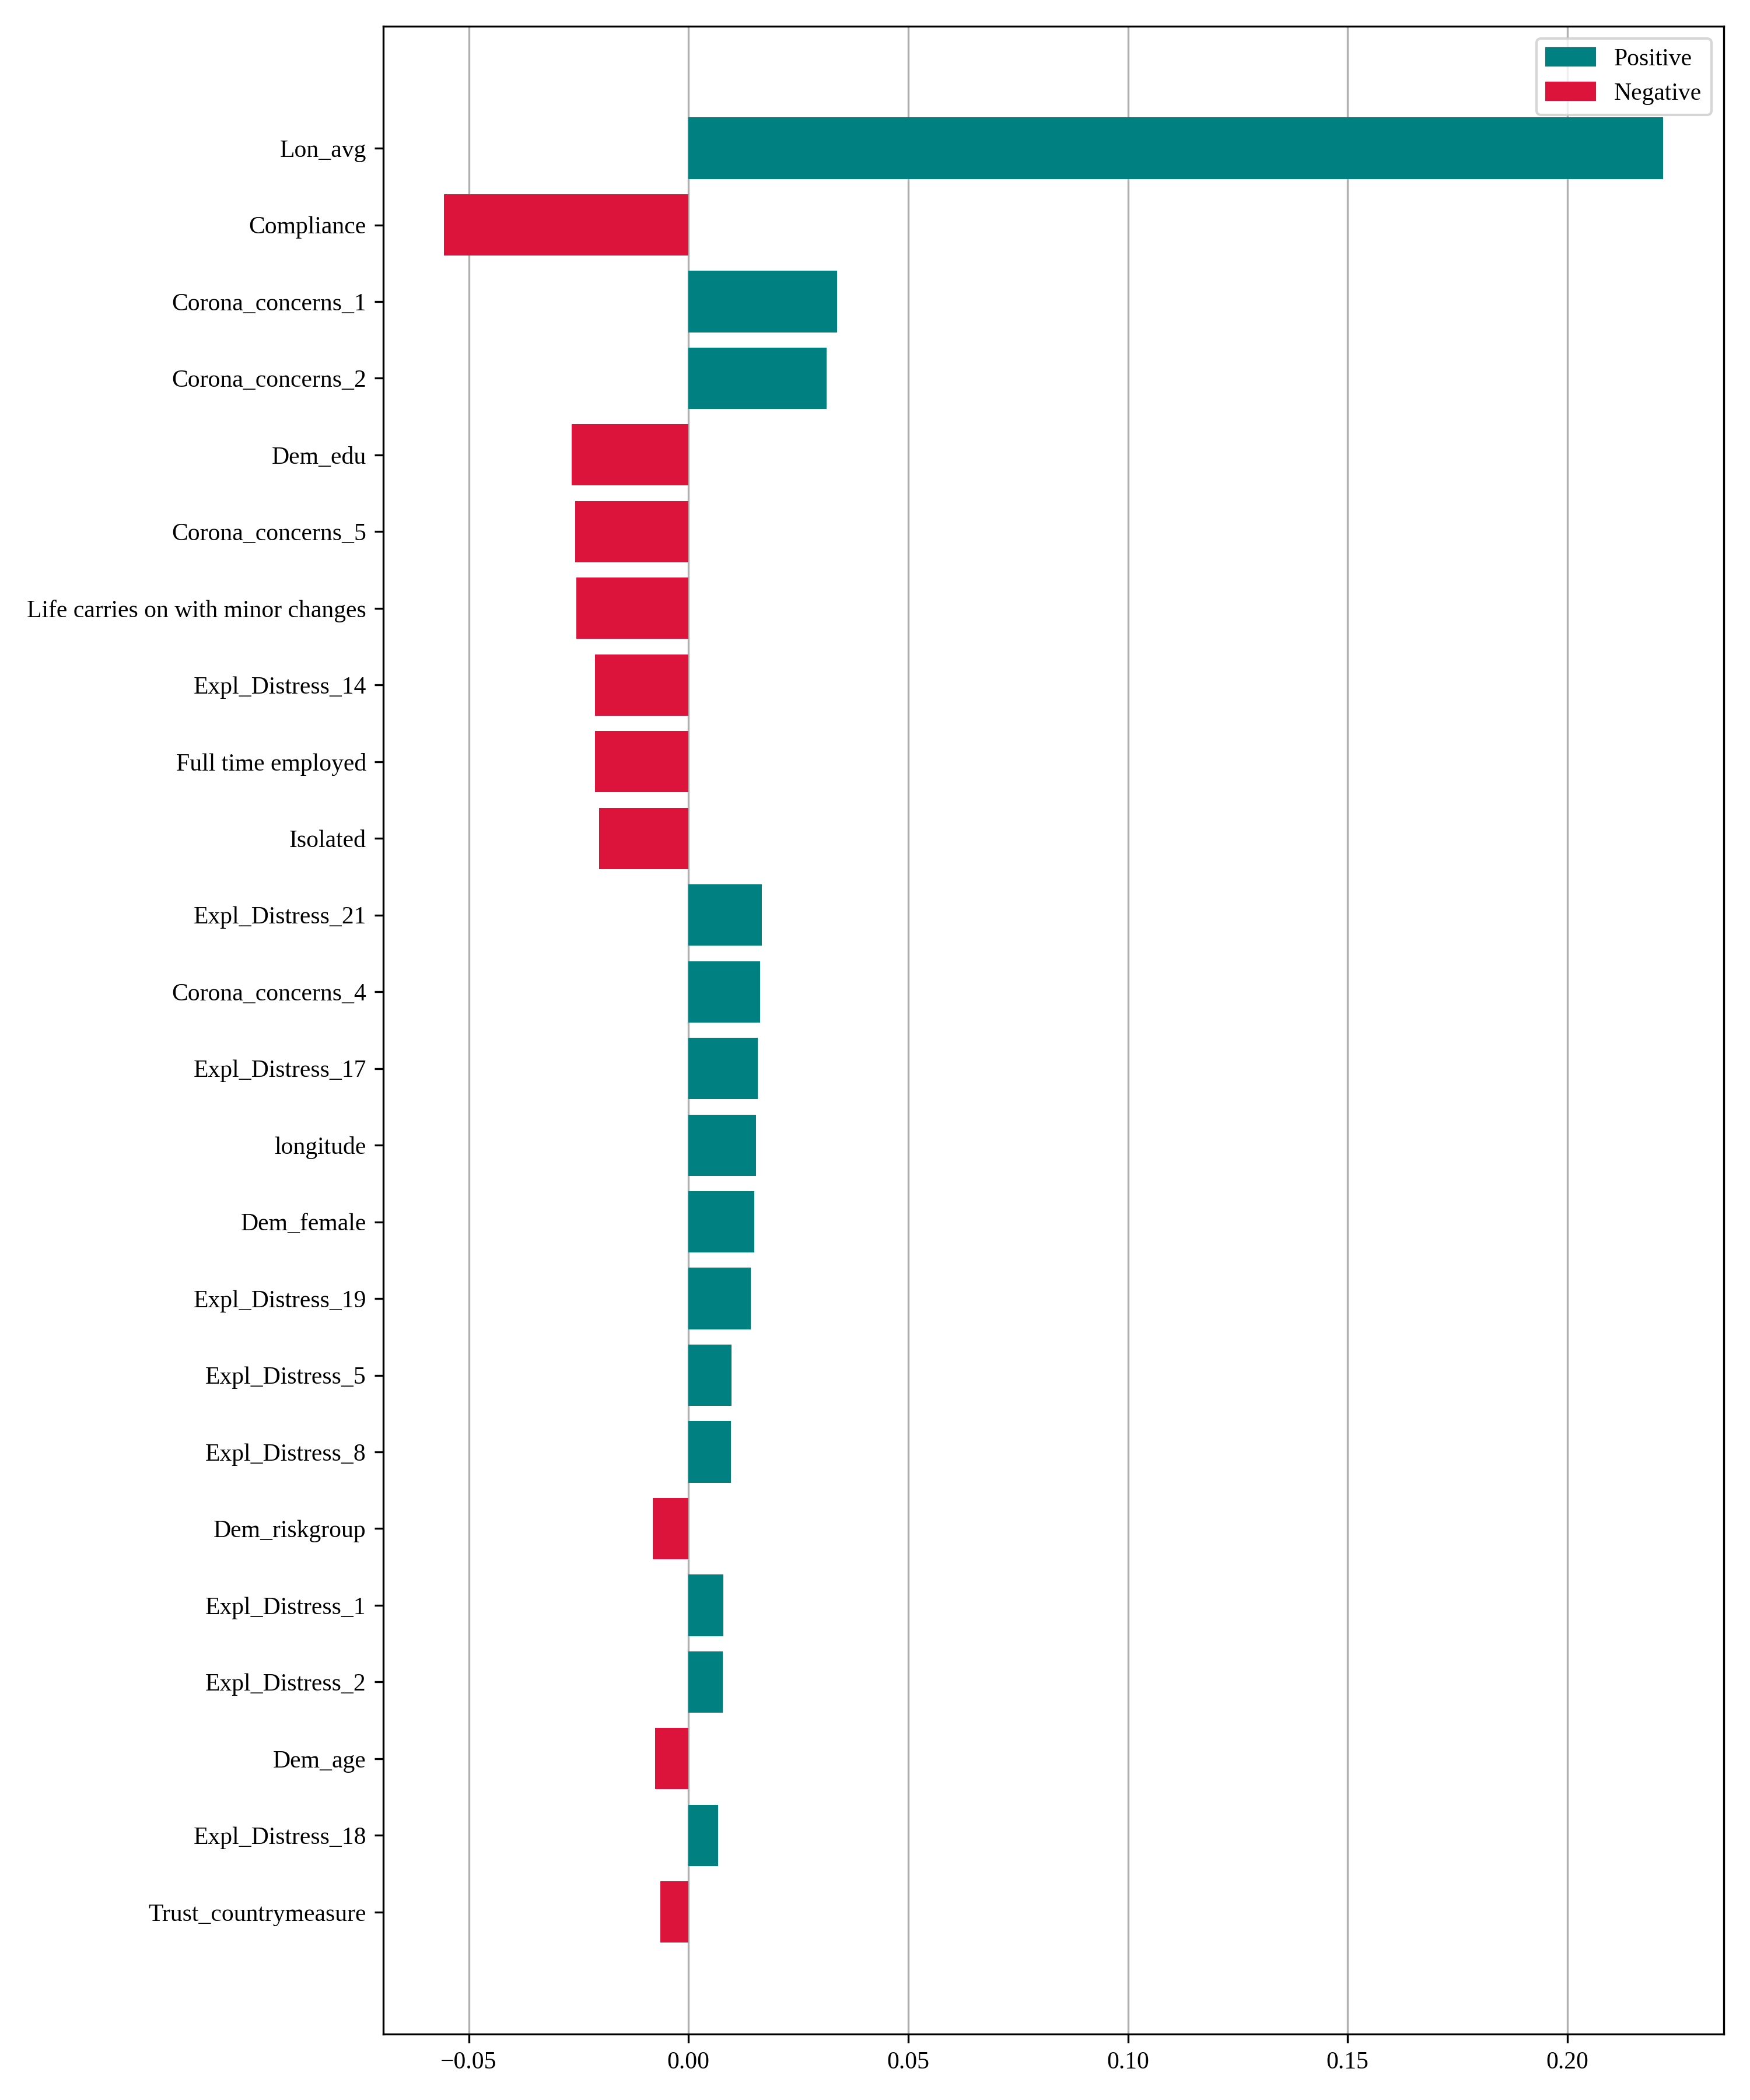 Positive
Negative
Lon_avg
Compliance
Corona_concerns_1
Corona_concerns_2
Dem_edu
Corona_concerns_5
Life carries on with minor changes
Expl_Distress_14
Full time employed
Isolated
Expl_Distress_21
Corona_concerns_4
Expl_Distress_17
longitude
Dem_female
Expl_Distress_19
Expl_Distress_5
Expl_Distress_8
Dem_riskgroup
Expl_Distress_1
Expl_Distress_2
Dem_age
Expl_Distress_18
Trust_countrymeasure
−0.05 0.00 0.05 0.10 0.15 0.20